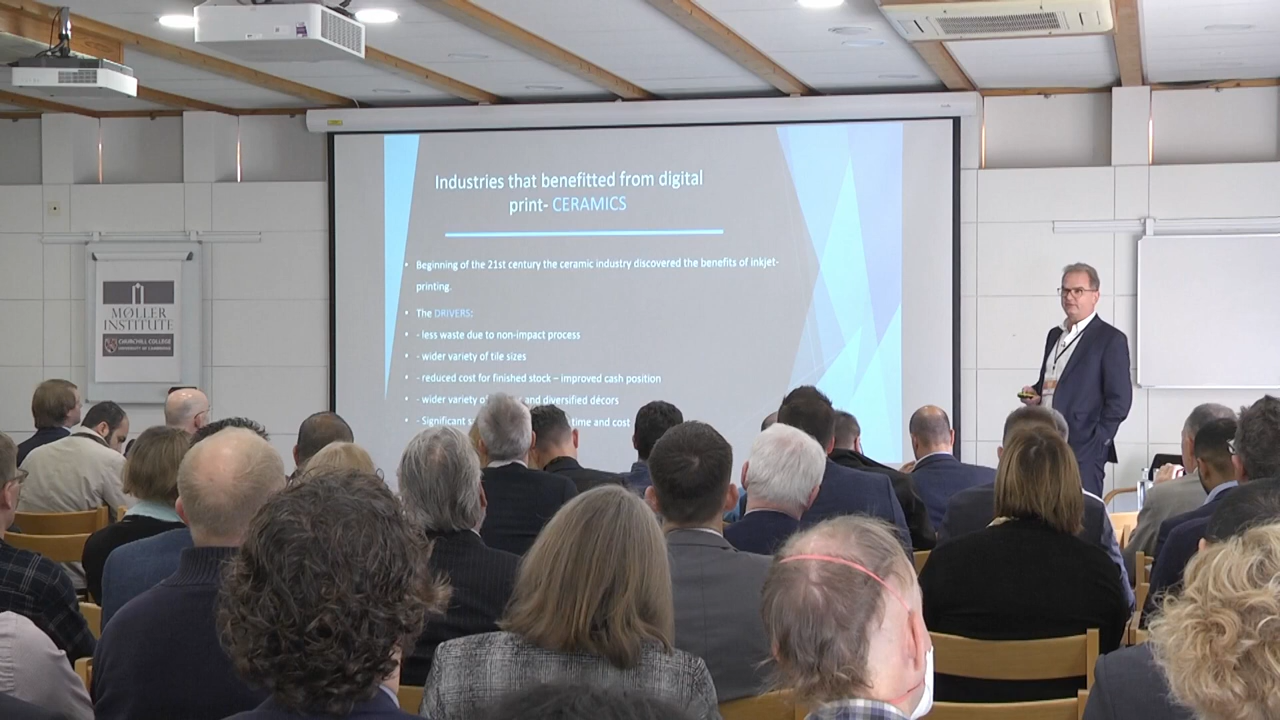 Industries that benefitted from digital
print- CERAMICS
• Beginning of the 21st century the ceramic industry discovered the benefits of inkjet-
printing.
• The DRIVERS:
• - less waste due to non-impact process
• - wider variety of tile sizes
• - reduced cost for finished stock – improved cash position
• - wider variety and diversified décors
• - Significant time and cost
MØLLER
INSTITUTE
CHURCHILL COLLEGE
UNIVERSITY OF CAMBRIDGE